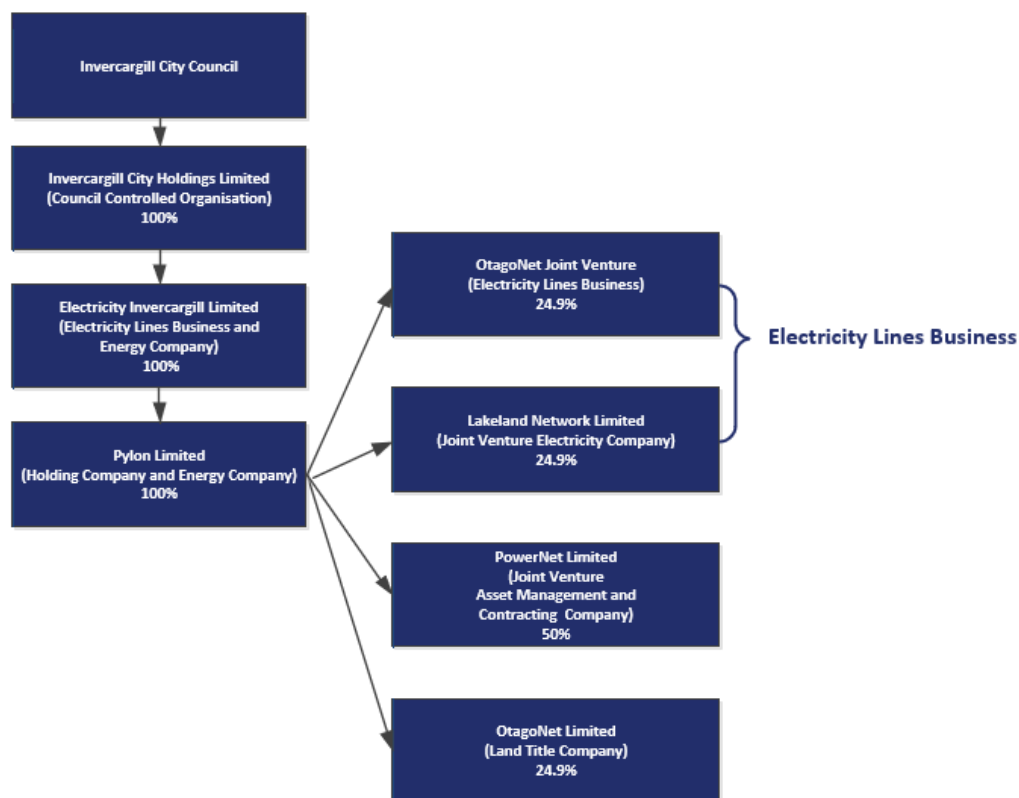 Invercargill City Council
Invercargill City Holdings Limited
(Council Controlled Organisation)
100%
Electricity Invercargill Limited
(Electricity Lines Business and
Energy Company)
100%
Pylon Limited
(Holding Company and Energy Company)
100%
OtagoNet Joint Venture
(Electricity Lines Business)
24.9%
Lakeland Network Limited
(Joint Venture Electricity Company)
24.9%
Electricity Lines Business
PowerNet Limited
(Joint Venture
Asset Management and
Contracting Company)
50%
OtagoNet Limited
(Land Title Company)
24.9%